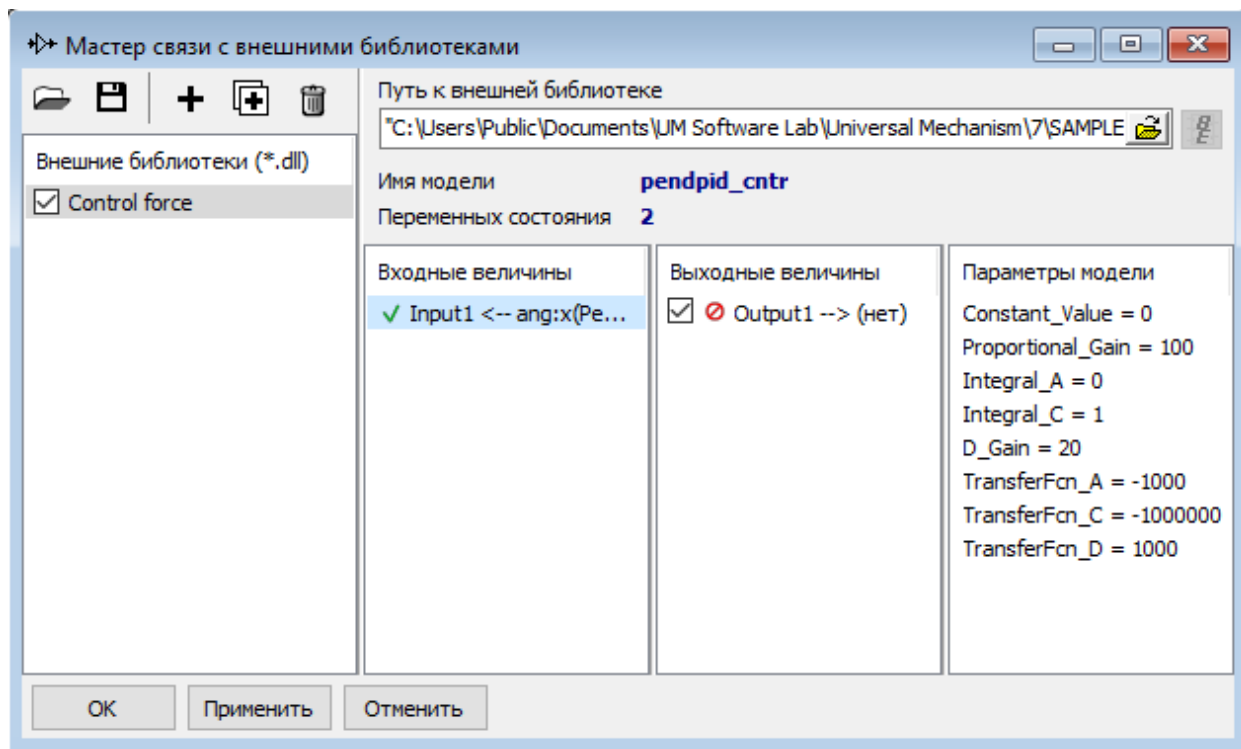 Мастер связи с внешними библиотеками
Путь к внешней библиотеке
"C:\Users\Public\Documents\UM Software Lab\Universal Mechanism\7\SAMPLE
Внешние библиотеки (*.dll)
Control force
Имя модели pendpid_cntr
Переменных состояния 2
Входные величины
Input1 <-- ang:x(Pe...
Выходные величины
Output1 --> (нет)
Параметры модели
Constant_Value = 0
Proportional_Gain = 100
Integral_A = 0
Integral_C = 1
D_Gain = 20
TransferFcn_A = -1000
TransferFcn_C = -1000000
TransferFcn_D = 1000
OK Применить Отменить